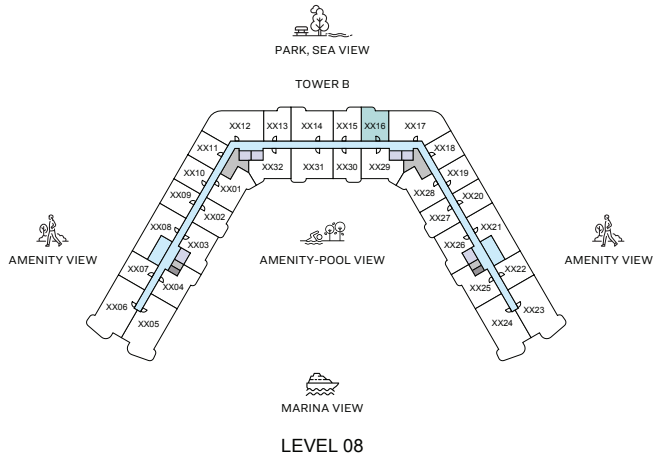 PARK, SEA VIEW
TOWER B
XX12
XX13
XX14
XX15
XX16
XX17
XX11
XX18
XX10
XX01
XX32
XX31
XX30
XX29
XX28
XX19
XX09
XX02
XX27
XX20
XX08
XX03
XX26
XX21
AMENITY VIEW
AMENITY-POOL VIEW
AMENITY VIEW
XX07
XX04
XX25
XX22
XX06
XX05
XX24
XX23
MARINA VIEW
LEVEL 08